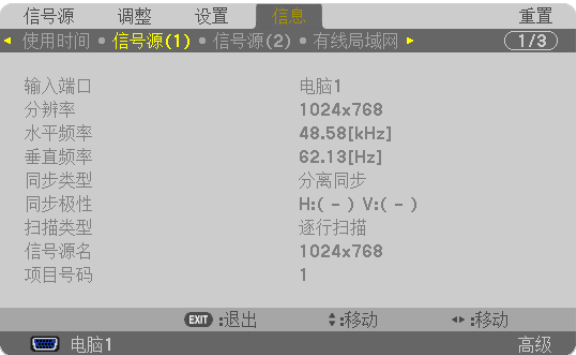 信号源 调整 设置 信息 重置
使用时间 • 信号源(1) • 信号源(2) • 有线局域网 1/3
输入端口 电脑1
分辨率 1024x768
水平频率 48.58[kHz]
垂直频率 62.13[Hz]
同步类型 分离同步
同步极性 H:( - ) V:( - )
扫描类型 逐行扫描
信号源名 1024x768
项目号码 1
EXIT :退出 :移动 :移动
电脑1 高级